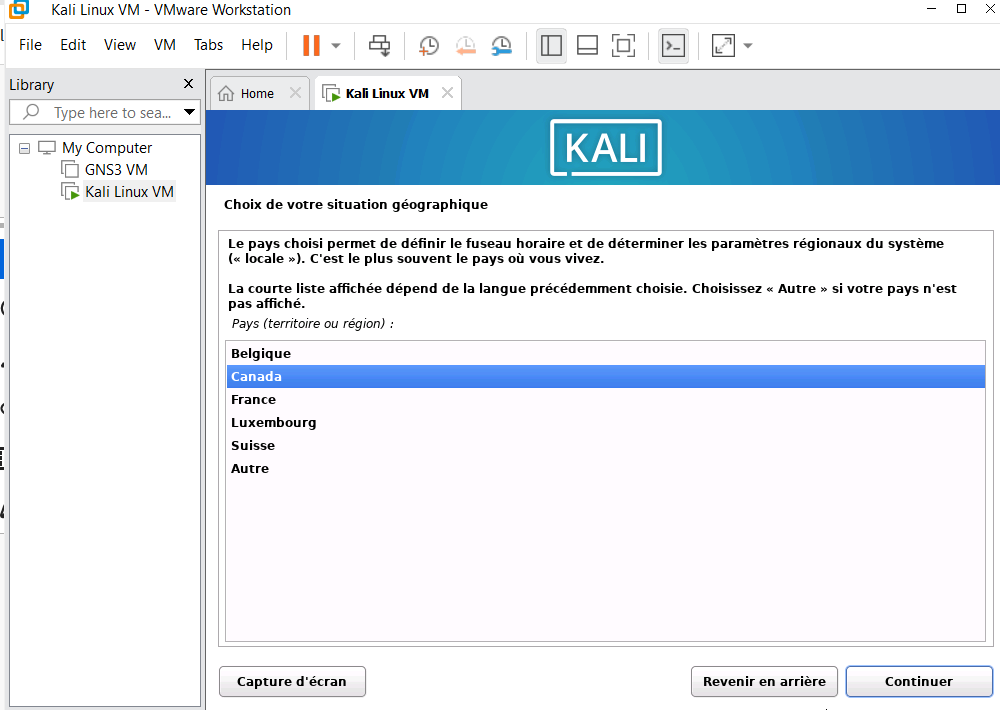 Kali Linux VM - VMware Workstation
File Edit View VM Tabs Help
Library
Type here to sea...
My Computer
GNS3 VM
Kali Linux VM
Home
Kali Linux VM
KALI
Choix de votre situation géographique
Le pays choisi permet de définir le fuseau horaire et de déterminer les paramètres régionaux du système
(« locale »). C'est le plus souvent le pays où vous vivez.
La courte liste affichée dépend de la langue précédemment choisie. Choisissez « Autre » si votre pays n'est
pas affiché.
Pays (territoire ou région) :
Belgique
Canada
France
Luxembourg
Suisse
Autre
Capture d'écran
Revenir en arrière
Continuer